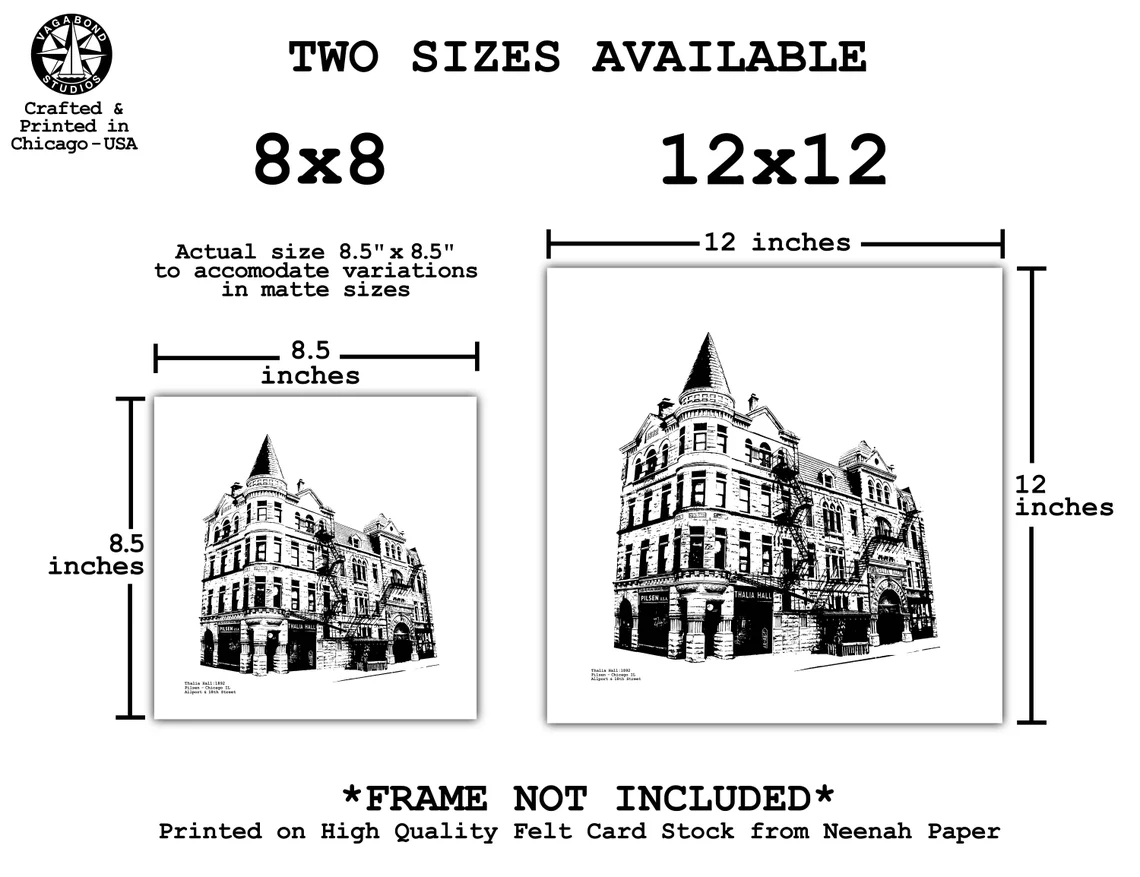 VAGABOND
STUDIOS
Crafted &
Printed in
Chicago-USA
TWO SIZES AVAILABLE
8x8
12x12
Actual size 8.5" x 8.5"
to accomodate variations
in matte sizes
8.5
inches
8.5
inches
12 inches
12
inches
PILSEN
THALIA HALL
Thalia Hall:1892
Pilsen - Chicago IL
Allport & 18th Street
PILSEN
THALIA HALL
Thalia Hall:1892
Pilsen - Chicago IL
Allport & 18th Street
*FRAME NOT INCLUDED*
Printed on High Quality Felt Card Stock from Neenah Paper